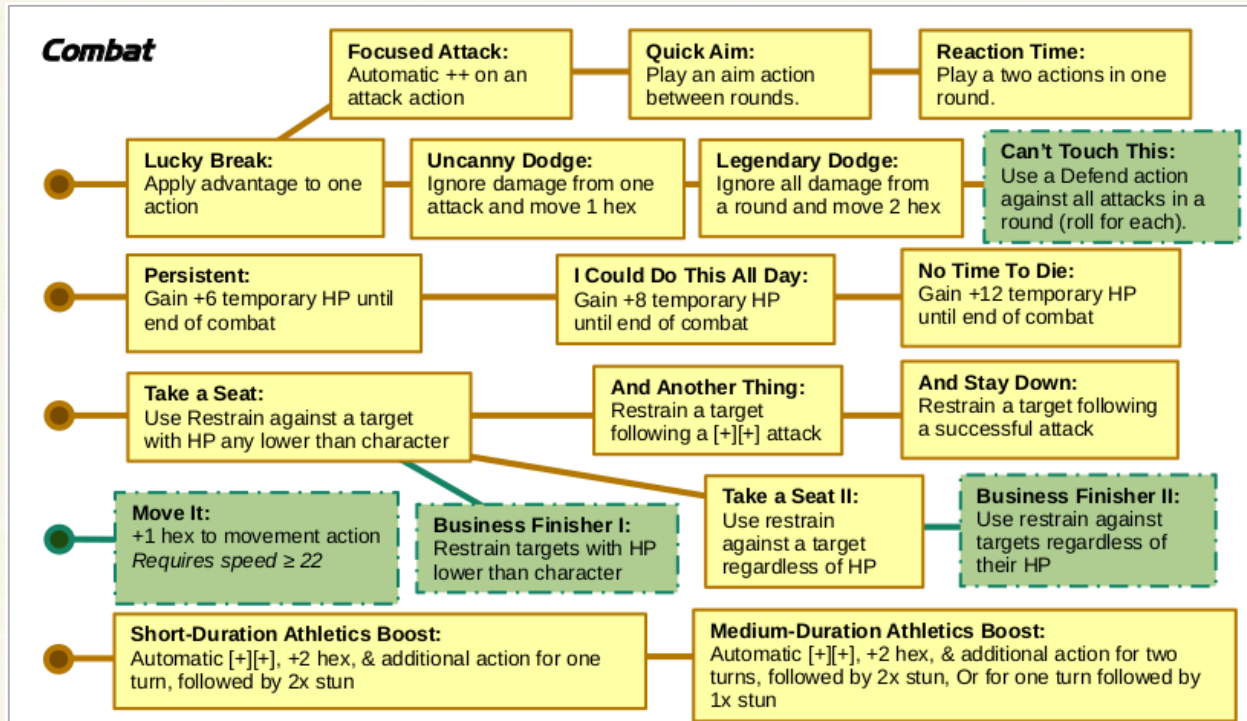 Combat
Focused Attack:
Automatic ++ on an
attack action
Quick Aim:
Play an aim action
between rounds.
Reaction Time:
Play a two actions in one
round.
Lucky Break:
Apply advantage to one
action
Uncanny Dodge:
Ignore damage from one
attack and move 1 hex
Legendary Dodge:
Ignore all damage from
a round and move 2 hex
Can't Touch This:
Use a Defend action
against all attacks in a
round (roll for each).
Persistent:
Gain +6 temporary HP until
end of combat
I Could Do This All Day:
Gain +8 temporary HP
until end of combat
No Time To Die:
Gain +12 temporary HP
until end of combat
Take a Seat:
Use Restrain against a target
with HP any lower than character
And Another Thing:
Restrain a target
following a [+][+] attack
And Stay Down:
Restrain a target following
a successful attack
Move It:
+1 hex to movement action
Requires speed ≥ 22
Business Finisher I:
Restrain targets with HP
lower than character
Take a Seat II:
Use restrain
against a target
regardless of HP
Business Finisher II:
Use restrain against
targets regardless of
their HP
Short-Duration Athletics Boost:
Automatic [+][+], +2 hex, & additional action for one
turn, followed by 2x stun
Medium-Duration Athletics Boost:
Automatic [+][+], +2 hex, & additional action for two
turns, followed by 2x stun, Or for one turn followed by
1x stun